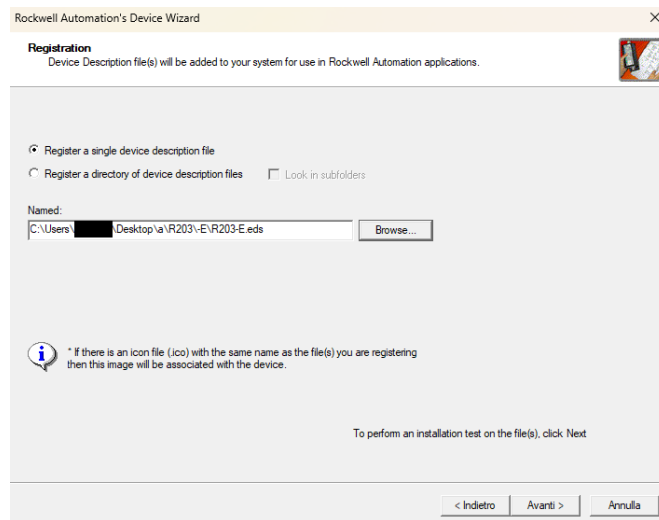 Rockwell Automation's Device Wizard
Registration
Device Description file(s) will be added to your system for use in Rockwell Automation applications.
Register a single device description file
Register a directory of device description files Look in subfolders
Named:
C:\Users\ \Desktop\a\R203\-E\R203-E.eds Browse...
* If there is an icon file (.ico) with the same name as the file(s) you are registering
then this image will be associated with the device.
To perform an installation test on the file(s), click Next
< Indietro Avanti > Annulla